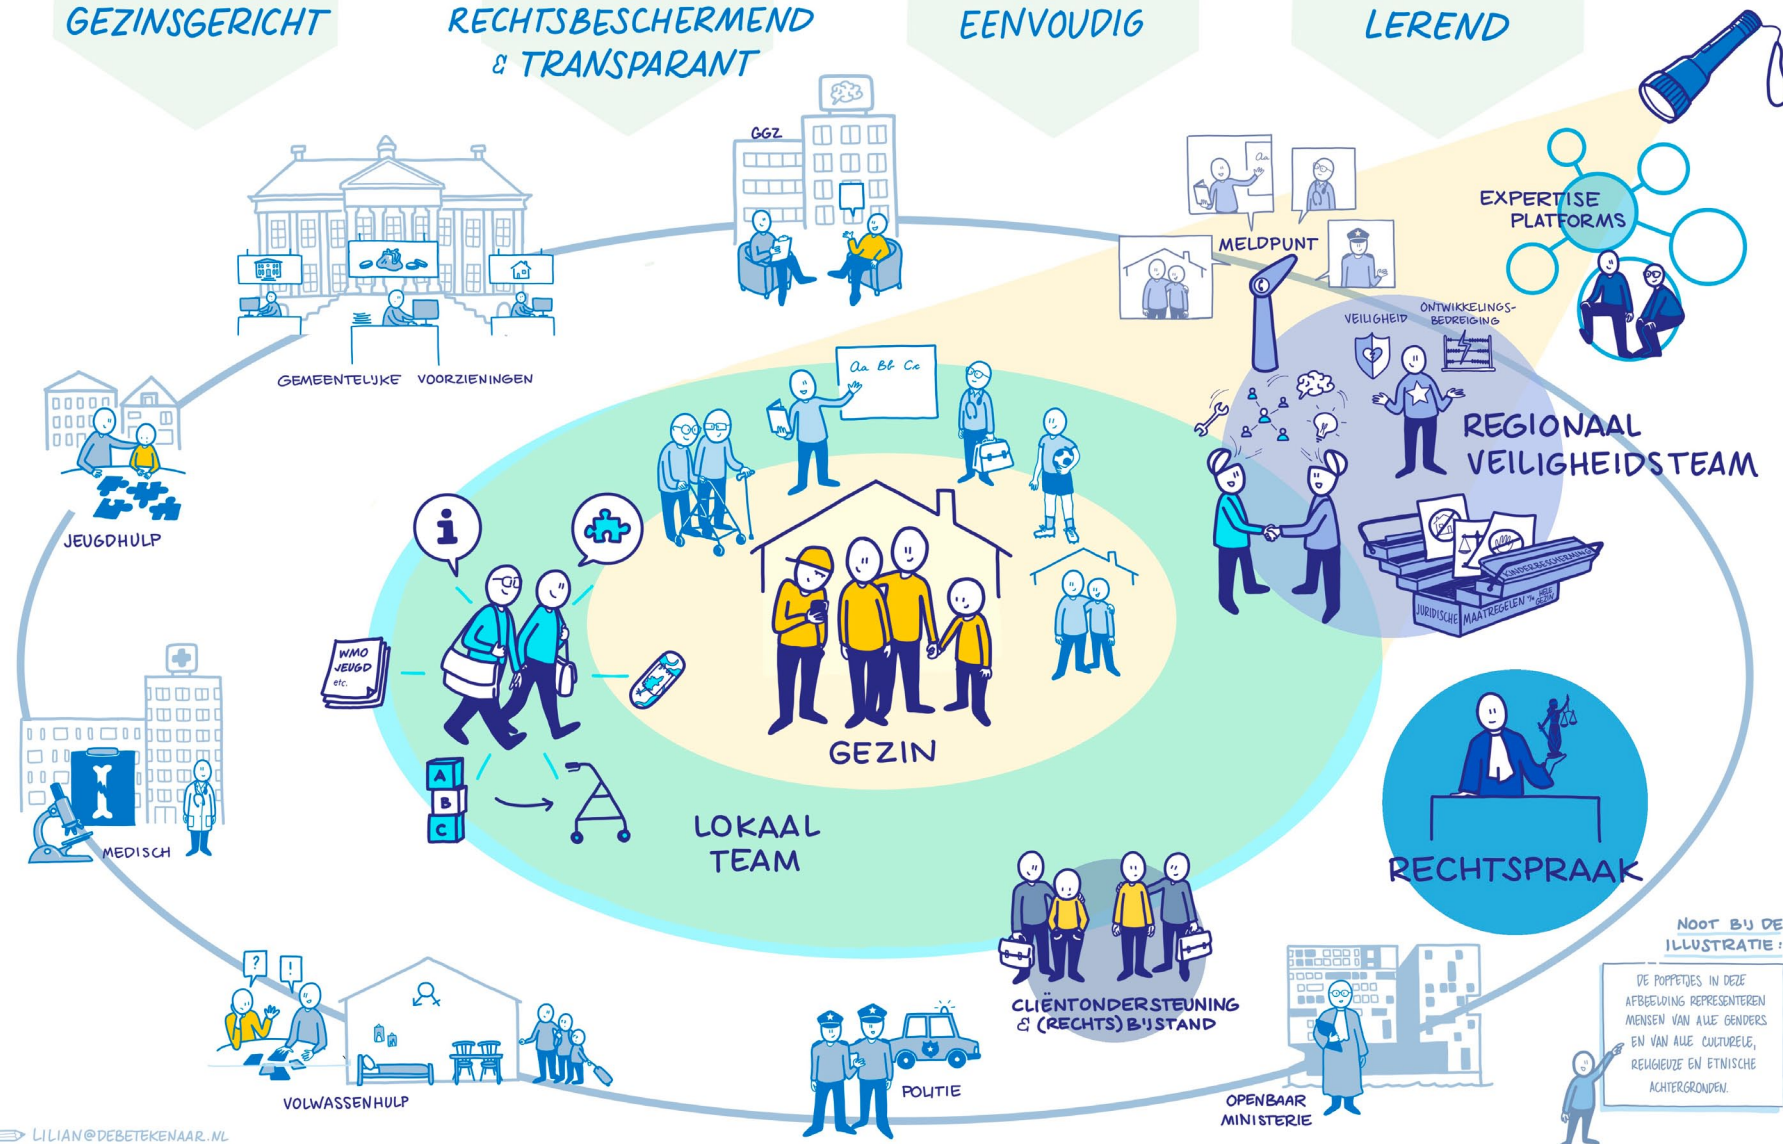 GEZINSGERICHT
RECHTSBESCHERMEND
& TRANSPARANT
EENVOUDIG
LEREND
GGZ
MELDPUNT
Aa
EXPERTISE
PLATFORMS
GEMEENTELIJKE VOORZIENINGEN
VEILIGHEID
ONTWIKKELINGS-
BEDREIGING
Aa Bb Cc
REGIONAAL
VEILIGHEIDSTEAM
JEUGDHULP
i
KINDERBESCHERMING
JURIDISCHE MAATREGELEN V/H HELE
GEZIN
WMO
JEUGD
etc.
GEZIN
A
B
C
LOKAAL
TEAM
MEDISCH
RECHTSPRAAK
NOOT BIJ DE
ILLUSTRATIE:
DE POPPETJES IN DEZE
AFBEELDING REPRESENTEREN
MENSEN VAN ALLE GENDERS
EN VAN ALLE CULTURELE,
RELIGIEUZE EN ETNISCHE
ACHTERGRONDEN.
? !
CLIËNTONDERSTEUNING
& (RECHTS)BIJSTAND
VOLWASSENHULP
POLITIE
OPENBAAR
MINISTERIE
LILIAN@DEBETEKENAAR.NL